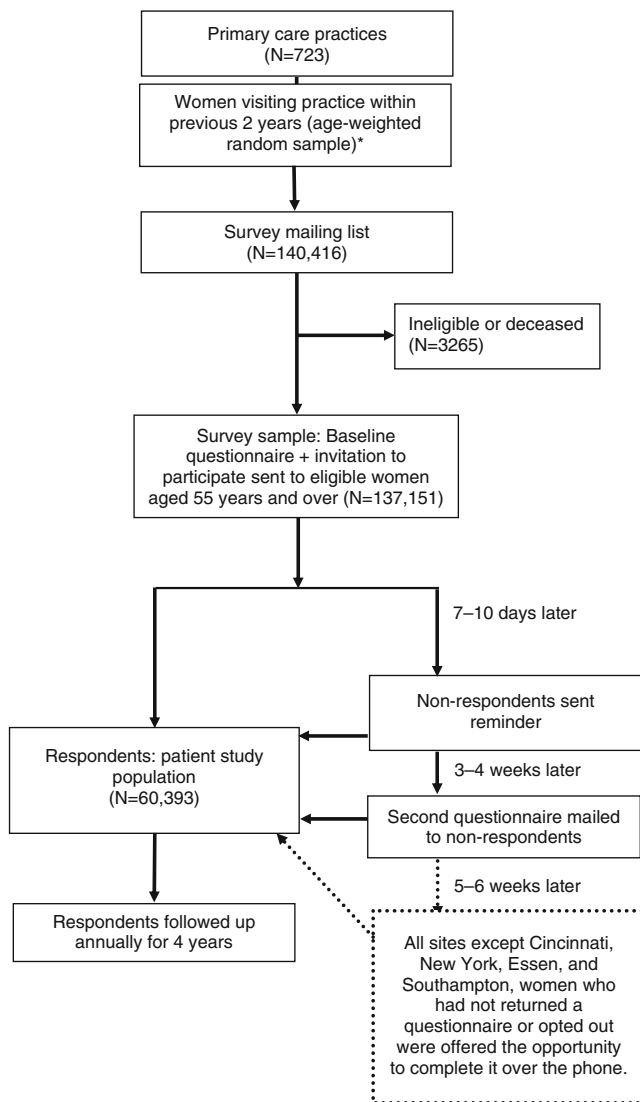 Primary care practices
(N=723)
Women visiting practice within
previous 2 years (age-weighted
random sample)*
Survey mailing list
(N=140,416)
Ineligible or deceased
(N=3265)
Survey sample: Baseline
questionnaire + invitation to
participate sent to eligible women
aged 55 years and over (N=137,151)
7–10 days later
Non-respondents sent
reminder
Respondents: patient study
population
(N=60,393)
3–4 weeks later
Second questionnaire mailed
to non-respondents
5–6 weeks later
Respondents followed up
annually for 4 years
All sites except Cincinnati,
New York, Essen, and
Southampton, women who
had not returned a
questionnaire or opted out
were offered the opportunity
to complete it over the phone.